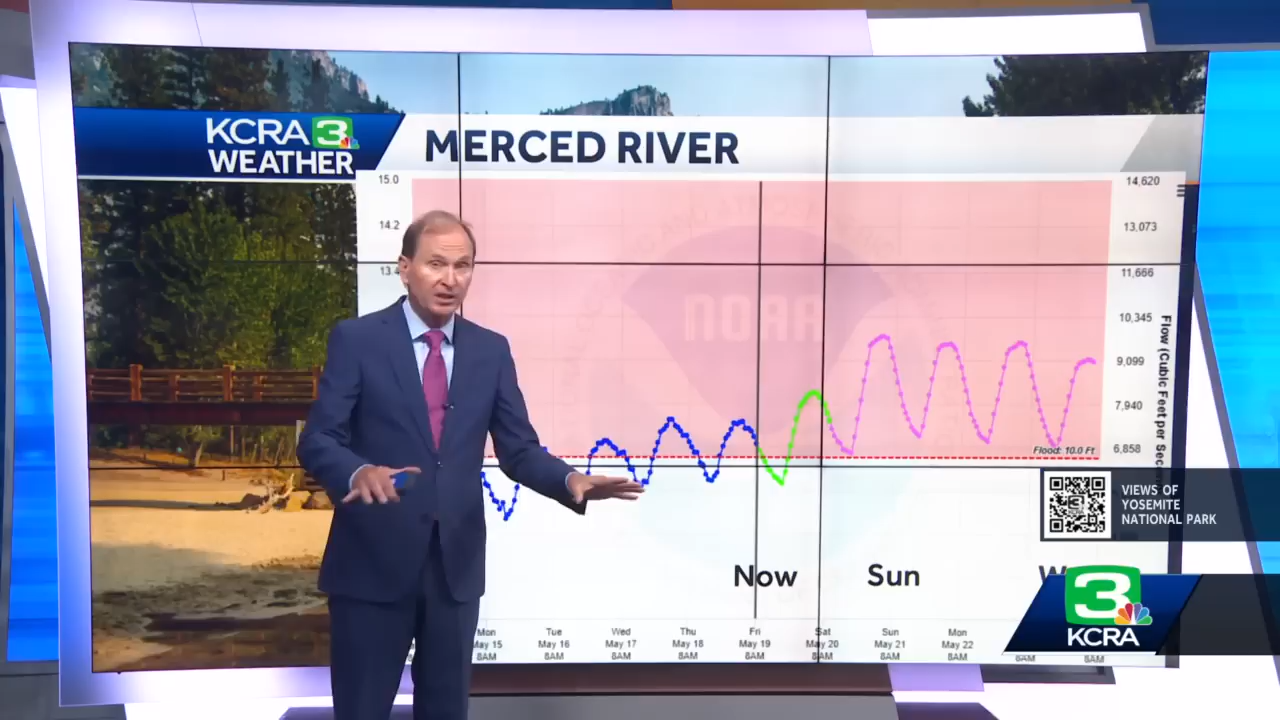 KCRA 3
WEATHER
MERCED RIVER
15.0
14.2
13.4
14,620
13,073
11,666
10,345
9,099
7,940
6,858
Flow (Cubic Feet per
NOAA
Flood: 10.0 Ft
VIEWS OF
YOSEMITE
NATIONAL PARK
Now
Sun
3
KCRA
Mon
May 15
8AM
Tue
May 16
8AM
Wed
May 17
8AM
Thu
May 18
8AM
Fri
May 19
8AM
Sat
May 20
8AM
Sun
May 21
8AM
Mon
May 22
8AM
8AM
8AM